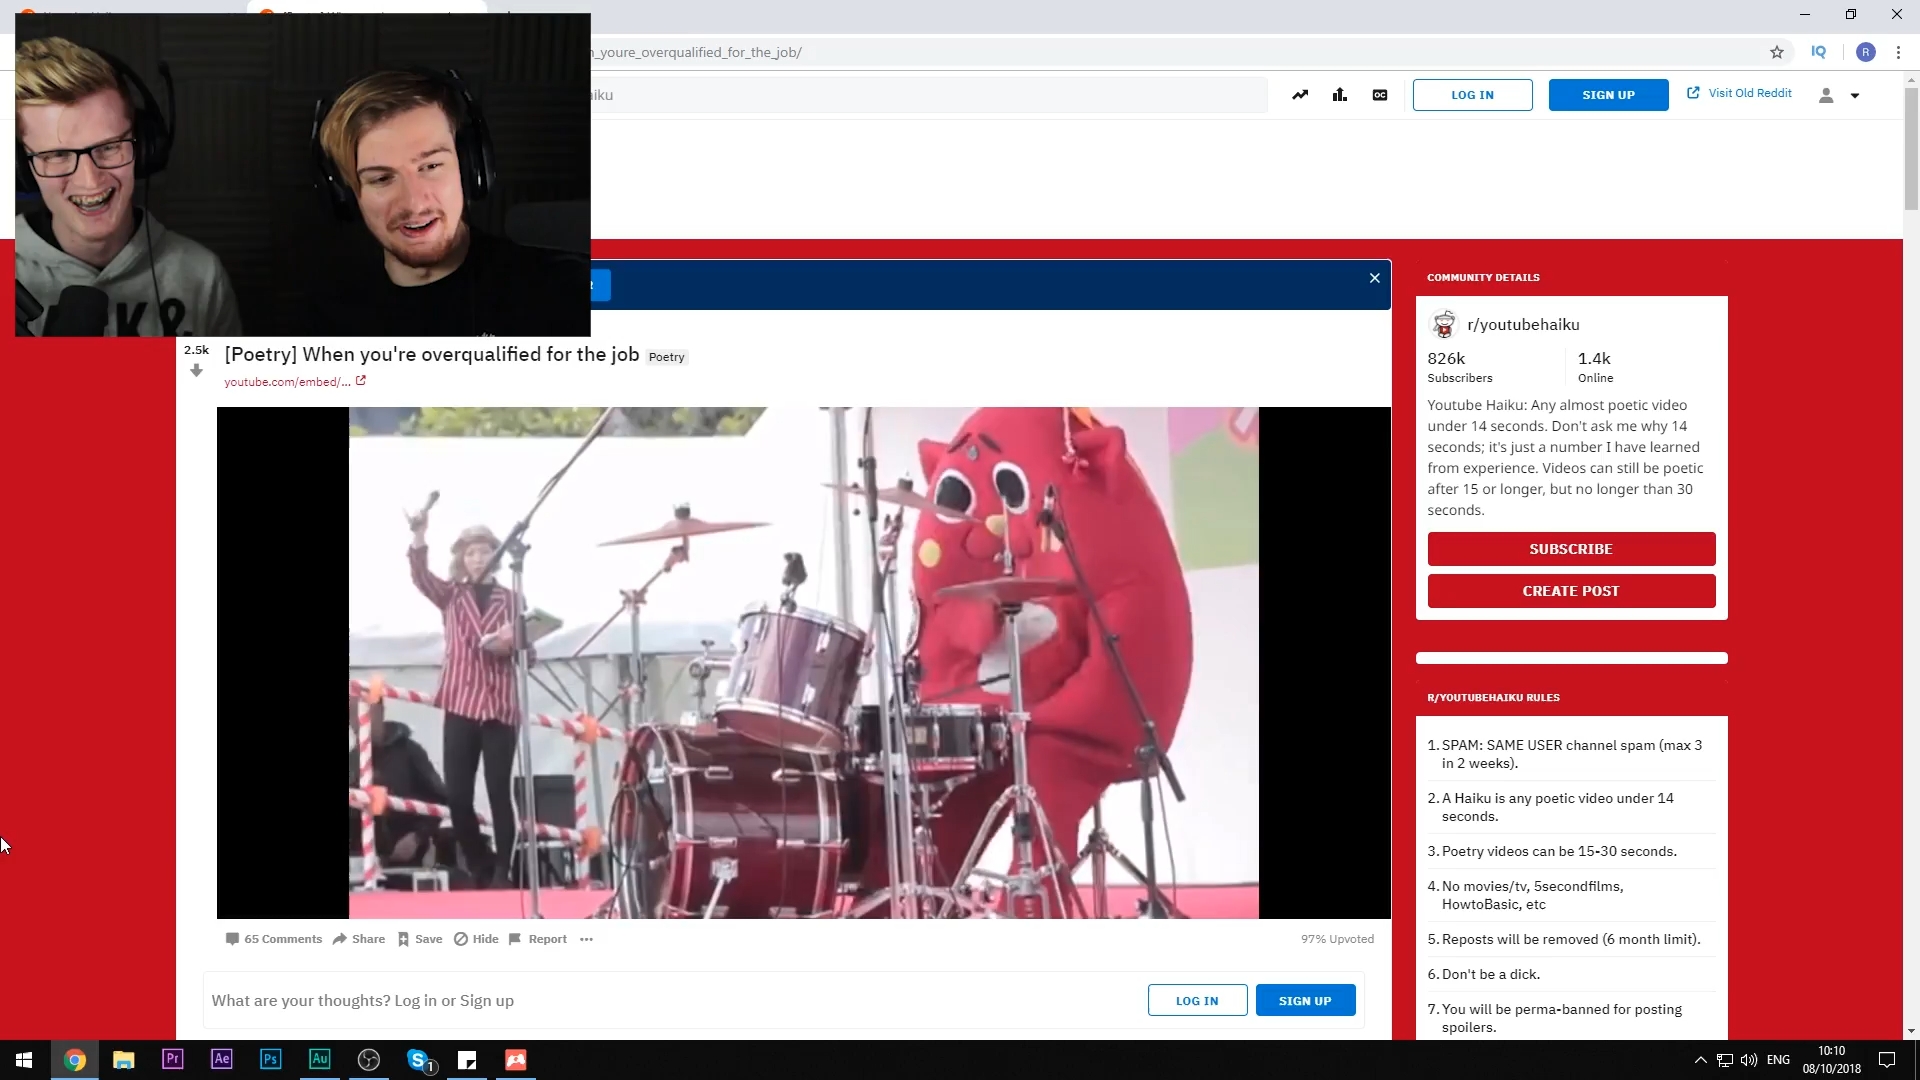 n_youre_overqualified_for_the_job/
IQ
R
aiku
OC
LOG IN
SIGN UP
Visit Old Reddit
2.5k
[Poetry] When you're overqualified for the job
Poetry
youtube.com/embed/...
65 Comments
Share
Save
Hide
Report
97% Upvoted
What are your thoughts? Log in or Sign up
LOG IN
SIGN UP
COMMUNITY DETAILS
r/youtubehaiku
826k
1.4k
Subscribers
Online
Youtube Haiku: Any almost poetic video
under 14 seconds. Don't ask me why 14
seconds; it's just a number I have learned
from experience. Videos can still be poetic
after 15 or longer, but no longer than 30
seconds.
SUBSCRIBE
CREATE POST
R/YOUTUBEHAIKU RULES
1. SPAM: SAME USER channel spam (max 3
in 2 weeks).
2. A Haiku is any poetic video under 14
seconds.
3. Poetry videos can be 15-30 seconds.
4. No movies/tv, 5secondfilms,
HowtoBasic, etc
5. Reposts will be removed (6 month limit).
6. Don't be a dick.
7. You will be perma-banned for posting
spoilers.
Pr
Ae
Ps
Au
S
1
ENG
10:10
08/10/2018